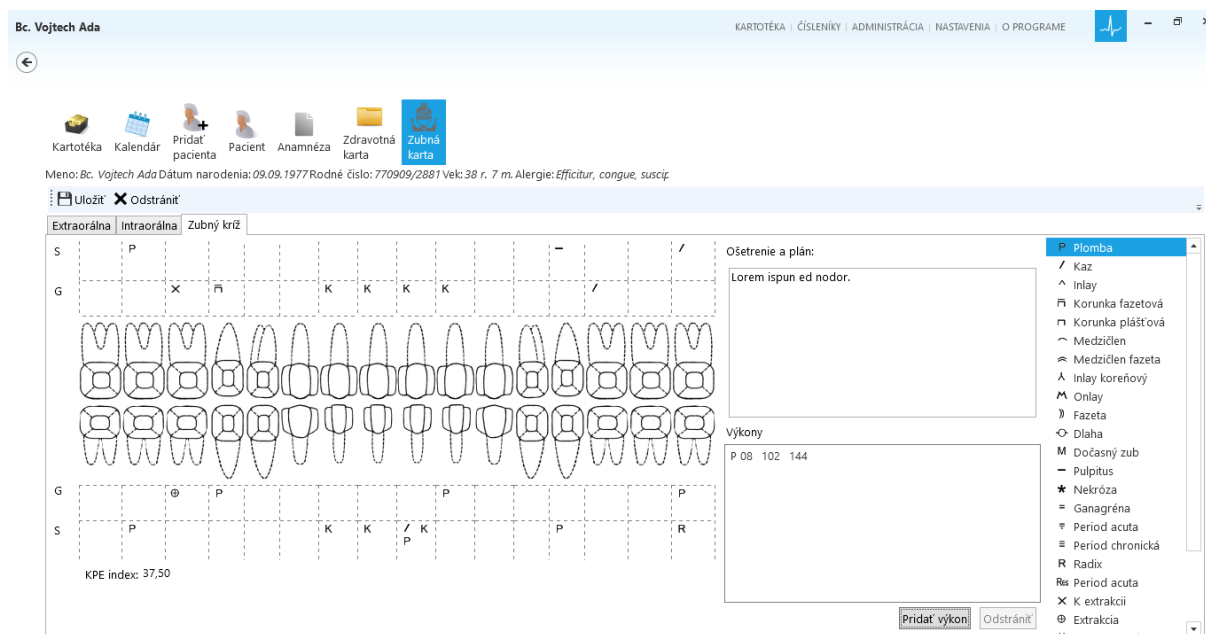 Bc. Vojtech Ada
KARTOTÉKA | ČÍSLENÍKY | ADMINISTRÁCIA | NASTAVENIA | O PROGRAME
Kartotéka Kalendár Pridať pacienta Pacient Anamnéza Zdravotná karta Zubná karta
Meno: Bc. Vojtech Ada Dátum narodenia: 09.09.1977 Rodné číslo: 770909/2881 Vek: 38 r. 7 m. Alergie: Efficitur, congue, suscip
Uložiť Odstrániť
Extraorálna Intraorálna Zubný kríž
S P − /
G × K K K K /
G ⊕ P P P
S P K K / K P R
P
KPE index: 37,50
Ošetrenie a plán:
Lorem ispun ed nodor.
Výkony
P 08 102 144
Pridať výkon Odstrániť
P Plomba
/ Kaz
^ Inlay
Korunka fazetová
Korunka plášťová
Medzičlen
Medzičlen fazeta
Inlay koreňový
Onlay
Fazeta
Dlaha
M Dočasný zub
− Pulpitus
* Nekróza
= Ganagréna
Period acuta
≡ Period chronická
R Radix
Res Period acuta
× K extrakcii
⊕ Extrakcia